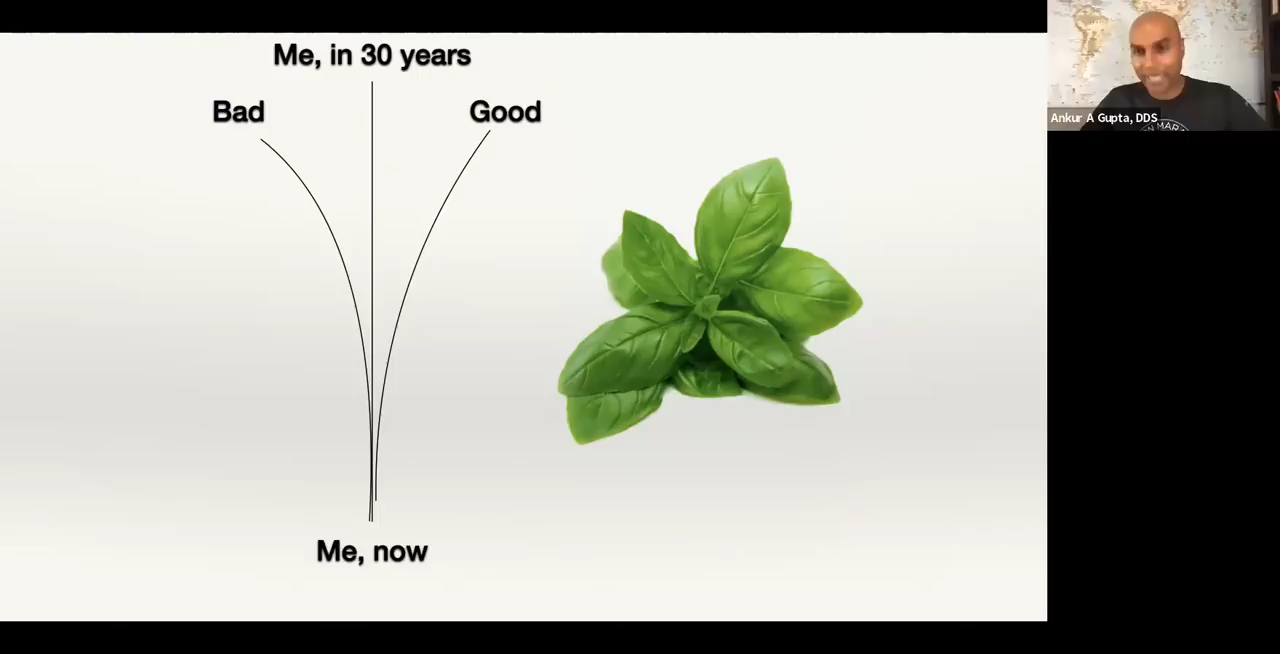 Me, in 30 years
Bad
Good
Me, now
Ankur A Gupta, DDS